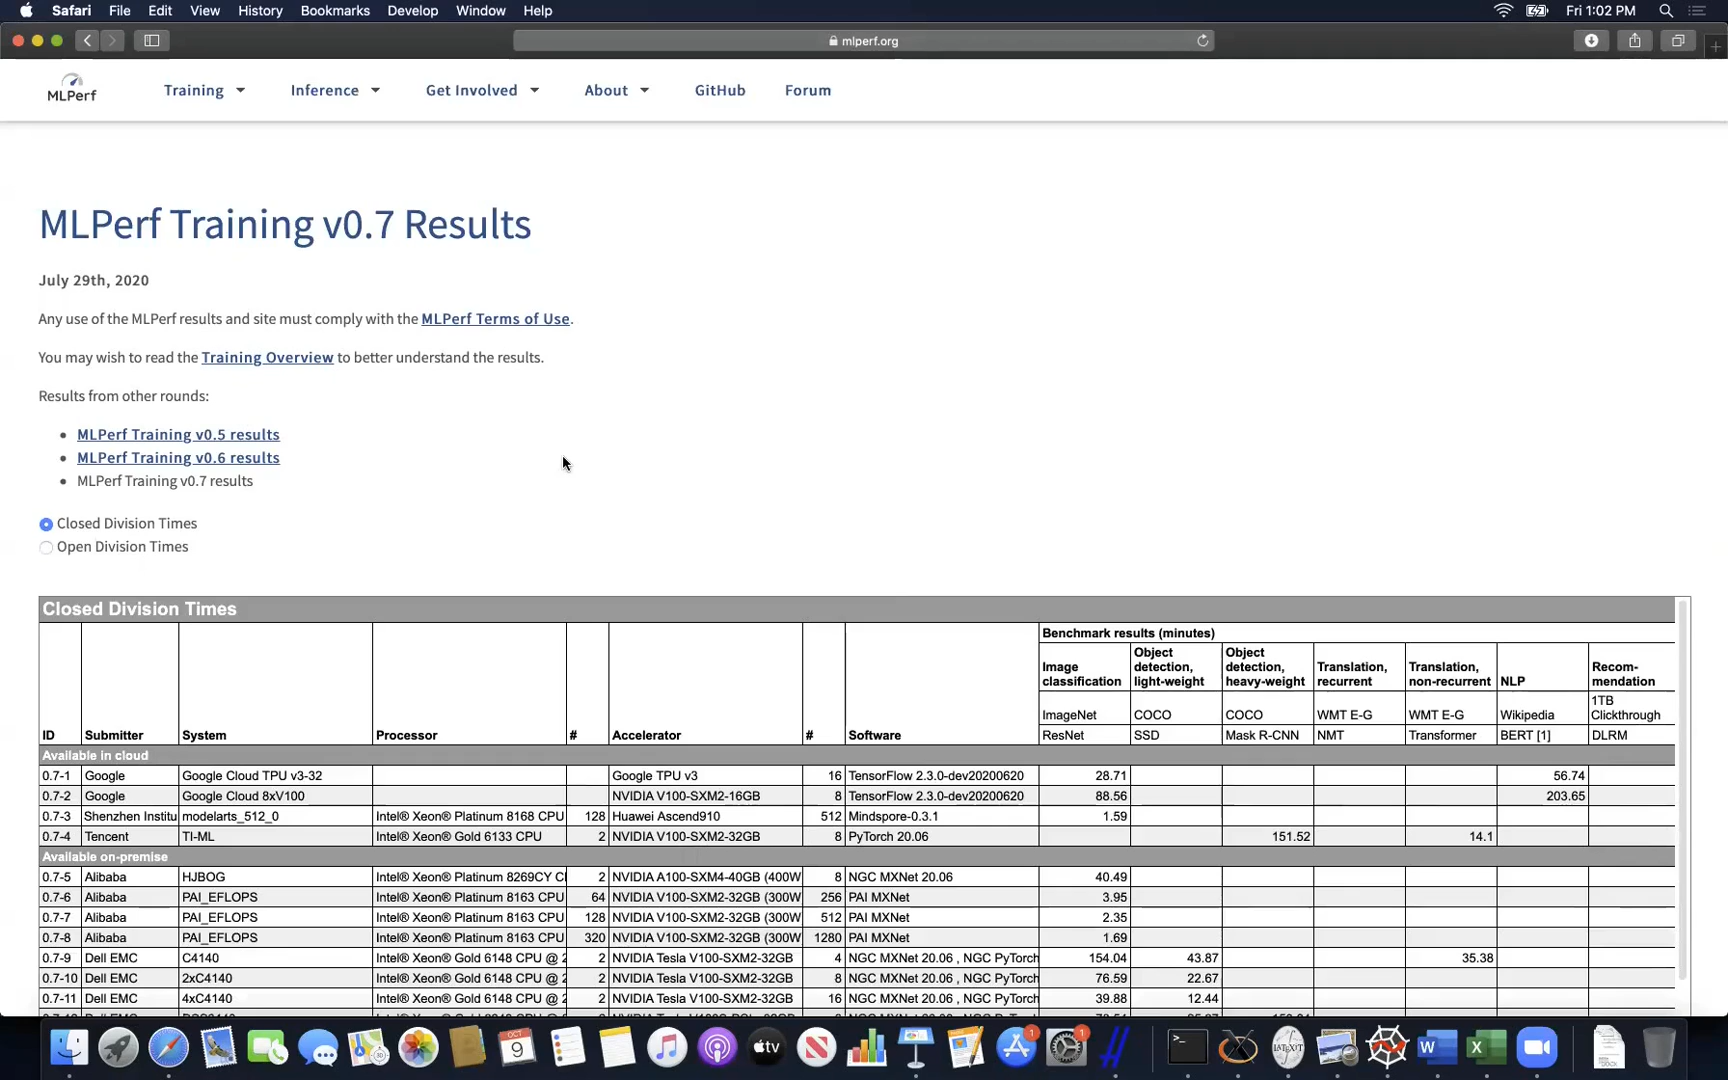 Safari File Edit View History Bookmarks Develop Window Help Fri 1:02 PM
mlperf.org
MLPerf Training Inference Get Involved About GitHub Forum
MLPerf Training v0.7 Results
July 29th, 2020
Any use of the MLPerf results and site must comply with the MLPerf Terms of Use.
You may wish to read the Training Overview to better understand the results.
Results from other rounds:
MLPerf Training v0.5 results
MLPerf Training v0.6 results
MLPerf Training v0.7 results
Closed Division Times
Open Division Times
Closed Division Times
Benchmark results (minutes)
Image classification Object detection, light-weight Object detection, heavy-weight Translation, recurrent Translation, non-recurrent NLP Recom-mendation
ImageNet COCO COCO WMT E-G WMT E-G Wikipedia 1TB Clickthrough
ID Submitter System Processor # Accelerator # Software ResNet SSD Mask R-CNN NMT Transformer BERT [1] DLRM
Available in cloud
0.7-1 Google Google Cloud TPU v3-32 Google TPU v3 16 TensorFlow 2.3.0-dev20200620 28.71 56.74
0.7-2 Google Google Cloud 8xV100 NVIDIA V100-SXM2-16GB 8 TensorFlow 2.3.0-dev20200620 88.56 203.65
0.7-3 Shenzhen Institu modelarts_512_0 Intel® Xeon® Platinum 8168 CPU 128 Huawei Ascend910 512 Mindspore-0.3.1 1.59
0.7-4 Tencent TI-ML Intel® Xeon® Gold 6133 CPU 2 NVIDIA V100-SXM2-32GB 8 PyTorch 20.06 151.52 14.1
Available on-premise
0.7-5 Alibaba HJBOG Intel® Xeon® Platinum 8269CY C 2 NVIDIA A100-SXM4-40GB (400W 8 NGC MXNet 20.06 40.49
0.7-6 Alibaba PAI_EFLOPS Intel® Xeon® Platinum 8163 CPU 64 NVIDIA V100-SXM2-32GB (300W 256 PAI MXNet 3.95
0.7-7 Alibaba PAI_EFLOPS Intel® Xeon® Platinum 8163 CPU 128 NVIDIA V100-SXM2-32GB (300W 512 PAI MXNet 2.35
0.7-8 Alibaba PAI_EFLOPS Intel® Xeon® Platinum 8163 CPU 320 NVIDIA V100-SXM2-32GB (300W 1280 PAI MXNet 1.69
0.7-9 Dell EMC C4140 Intel® Xeon® Gold 6148 CPU @ 2 2 NVIDIA Tesla V100-SXM2-32GB 4 NGC MXNet 20.06 , NGC PyTorch 154.04 43.87 35.38
0.7-10 Dell EMC 2xC4140 Intel® Xeon® Gold 6148 CPU @ 2 2 NVIDIA Tesla V100-SXM2-32GB 8 NGC MXNet 20.06 , NGC PyTorch 76.59 22.67
0.7-11 Dell EMC 4xC4140 Intel® Xeon® Gold 6148 CPU @ 2 2 NVIDIA Tesla V100-SXM2-32GB 16 NGC MXNet 20.06 , NGC PyTorch 39.88 12.44
OCT 9 tv 1 1 LATEXiT W X